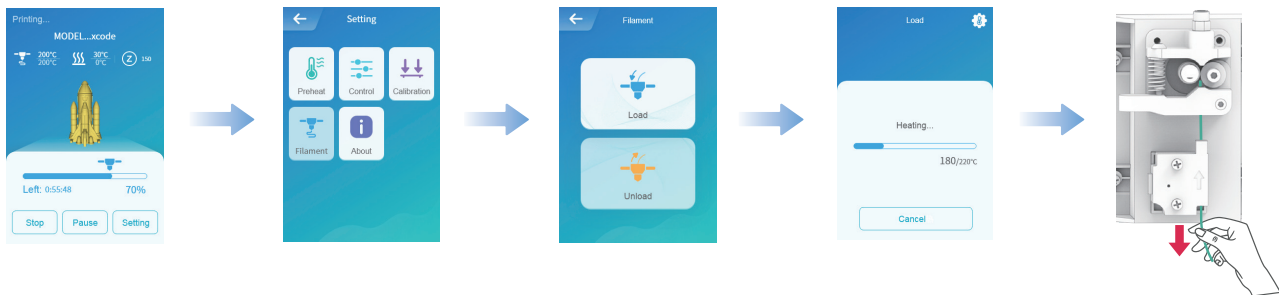 Printing...
MODEL...xcode
200°C
200°C
30°C
0°C
Z 150
Left: 0:55:48
70%
Stop
Pause
Setting
Setting
Preheat
Control
Calibration
Filament
About
Filament
Load
Unload
Load
Heating...
180/220°C
Cancel